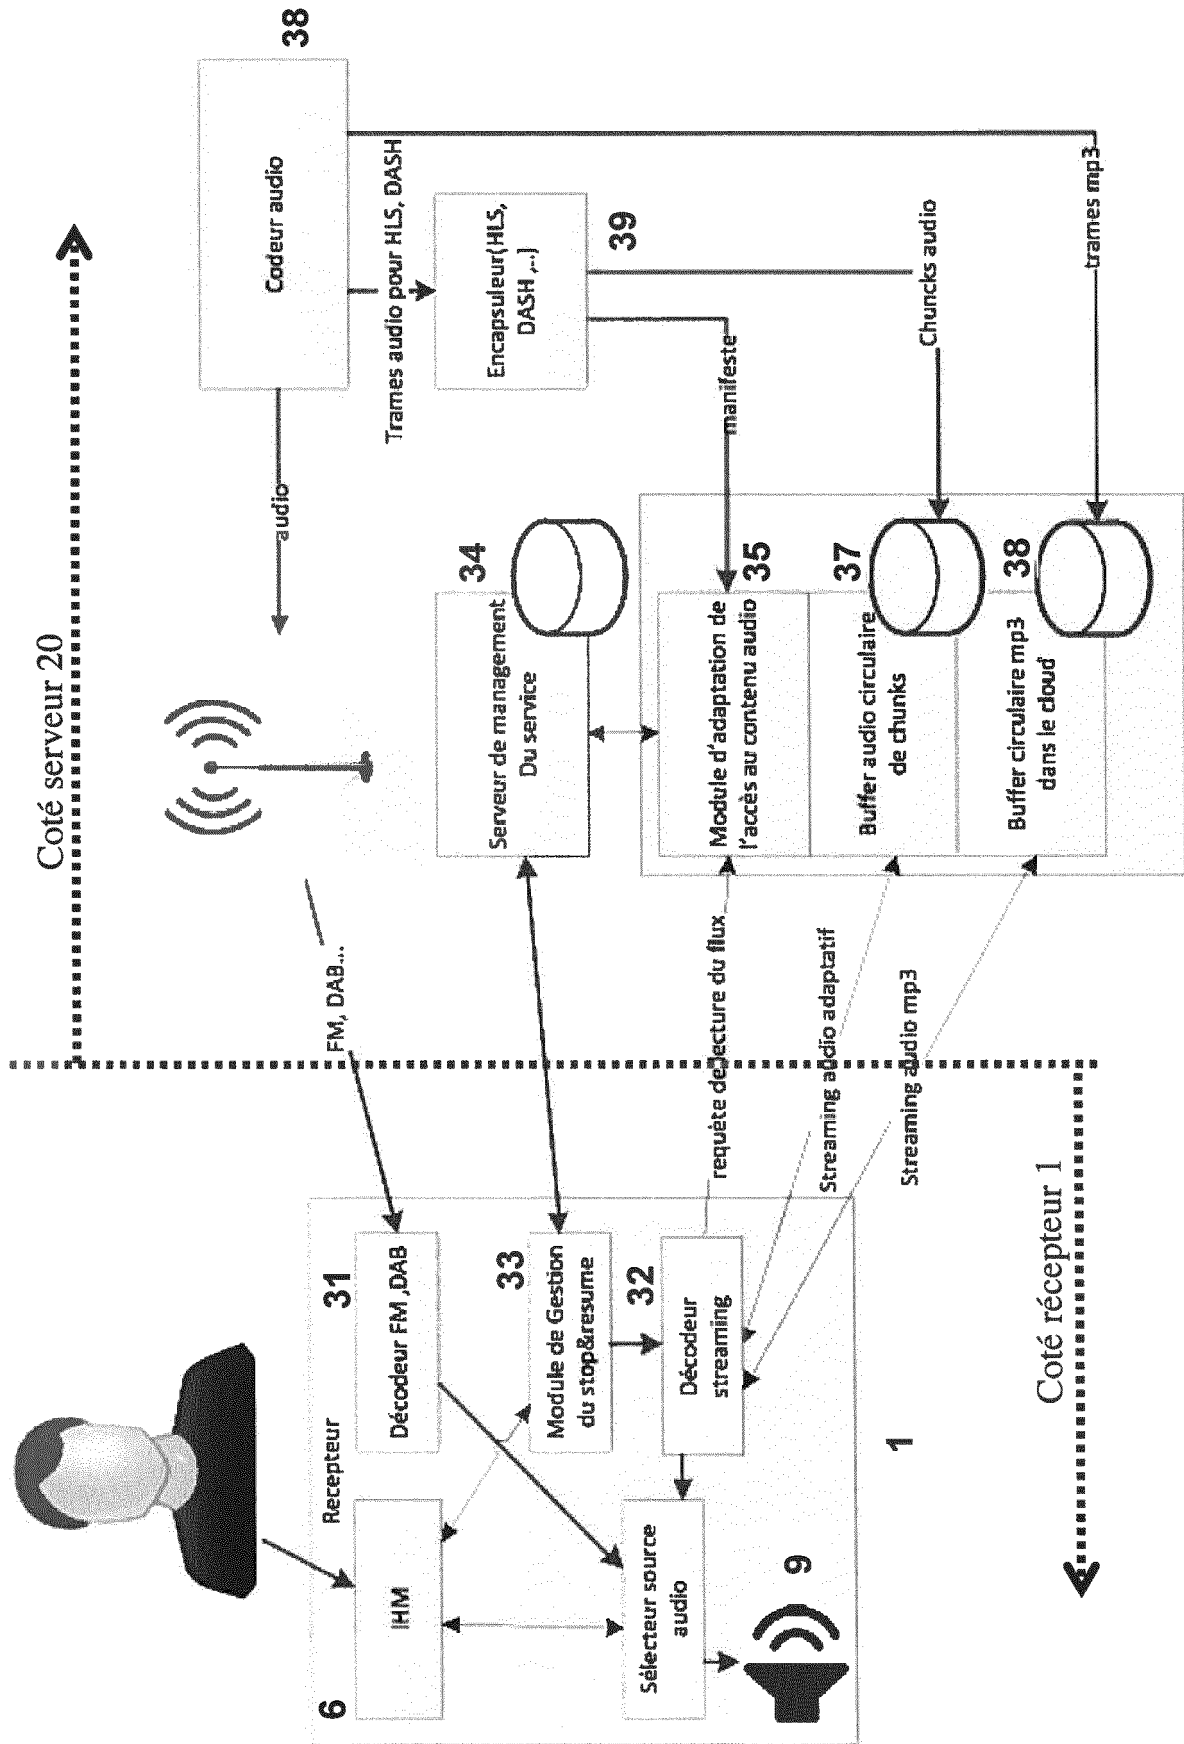 Coté serveur 20
38
Codeur audio
audio
Trames audio pour HLS, DASH
Encapsuleur(HLS,
DASH ,...)
39
manifeste
Chuncks audio
trames mp3
34
Serveur de management
Du service
35
Module d'adaptation de
l'accès au contenu audio
37
Buffer audio circulaire
de chunks
38
Buffer circulaire mp3
dans le cloud
FM, DAB...
requête de lecture du flux
Streaming audio adaptatif
Streaming audio mp3
Recepteur
31
Décodeur FM ,DAB
33
Module de Gestion
du stop&resume
32
Décodeur
streaming
6
IHM
Sélecteur source
audio
9
1
Coté récepteur 1